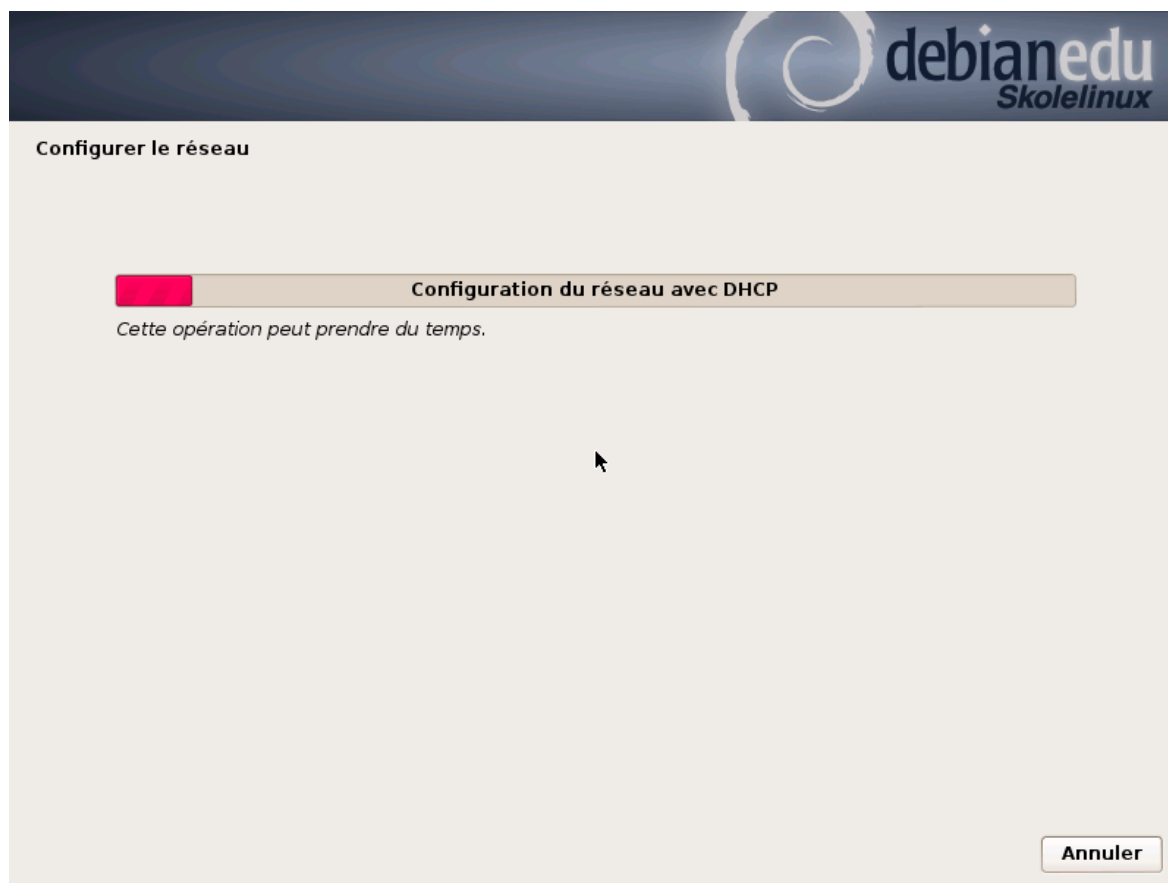 debianedu
Skolelinux
Configurer le réseau
Configuration du réseau avec DHCP
Cette opération peut prendre du temps.
Annuler